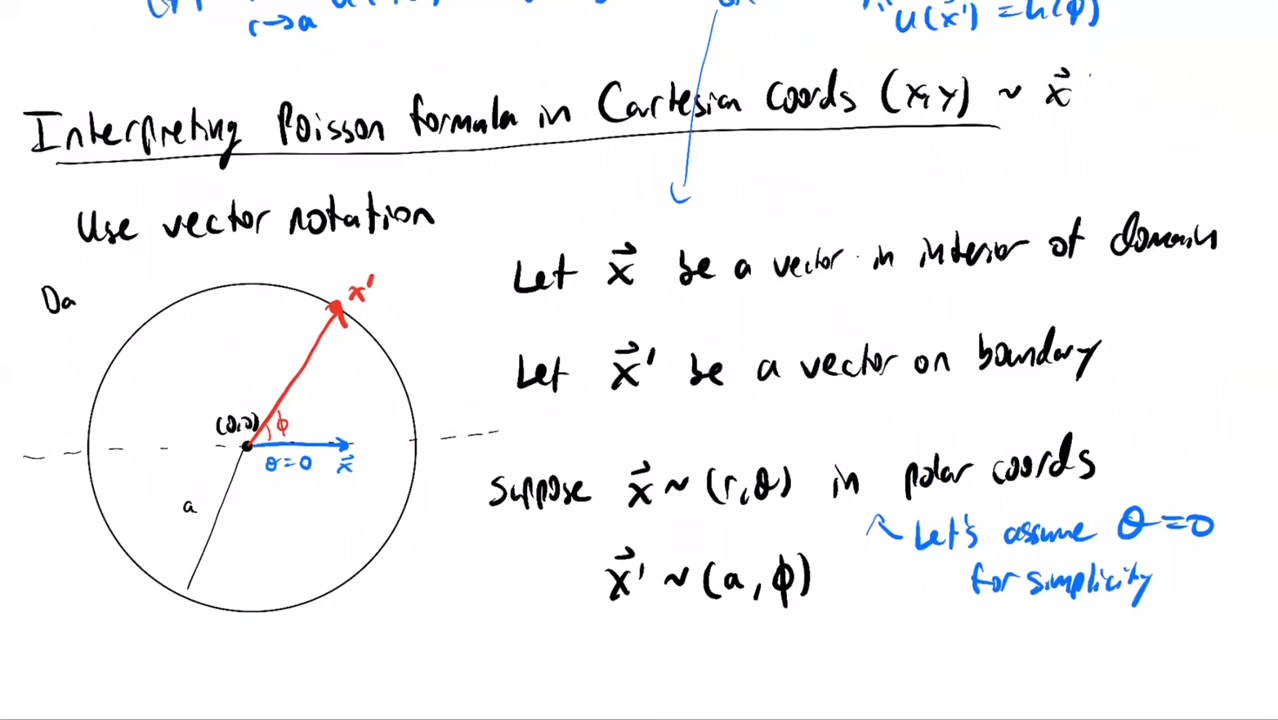 r→a
u(x⃗') = h(φ)
Interpreting Poisson formula in Cartesian coords (x,y) ~ x⃗
Use vector notation
Let x⃗ be a vector in interior of domain
Da
x'
Let x⃗' be a vector on boundary
(0,0)
φ
θ=0
x⃗
a
Suppose x⃗ ~ (r,θ) in polar coords
Let's assume θ=0
for simplicity
x⃗' ~ (a, φ)